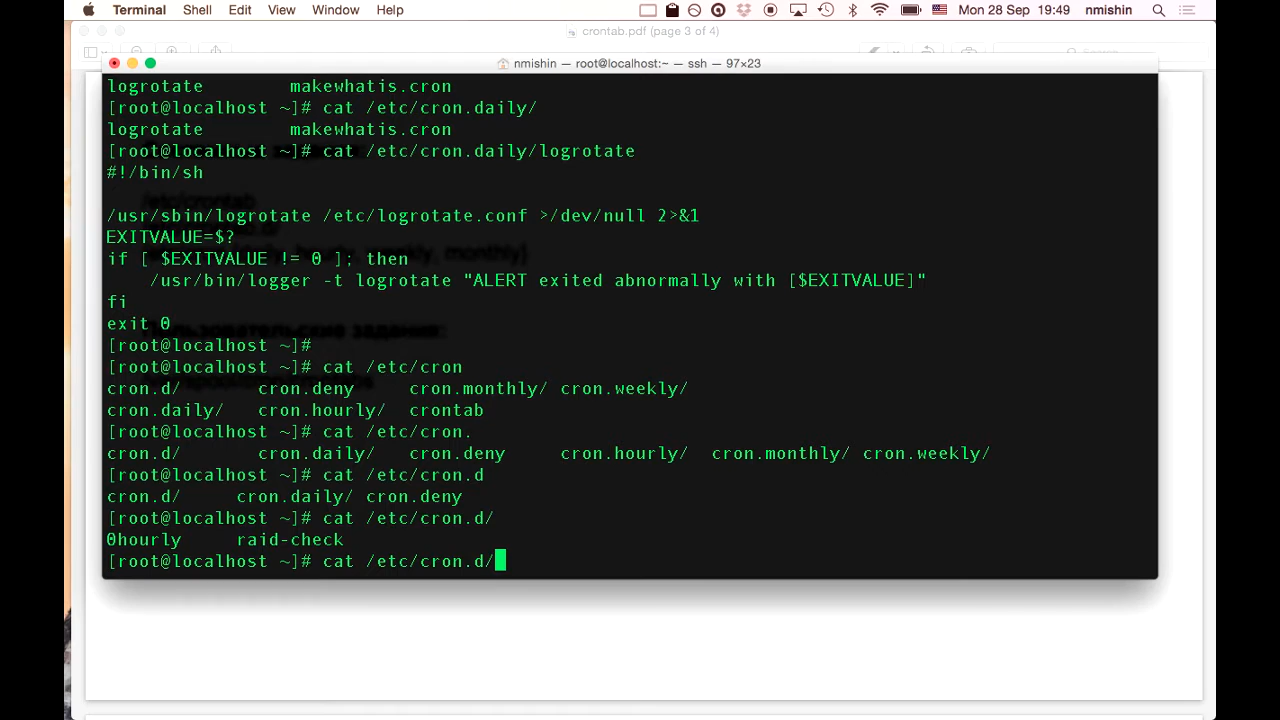 Terminal Shell Edit View Window Help Mon 28 Sep 19:49 nmishin
crontab.pdf (page 3 of 4)
nmishin — root@localhost:~ — ssh — 97×23
logrotate makewhatis.cron
[root@localhost ~]# cat /etc/cron.daily/
logrotate makewhatis.cron
[root@localhost ~]# cat /etc/cron.daily/logrotate
#!/bin/sh
/etc/crontab
/usr/sbin/logrotate /etc/logrotate.conf >/dev/null 2>&1
EXITVALUE=$?
if [ $EXITVALUE != 0 ]; then
/usr/bin/logger -t logrotate "ALERT exited abnormally with [$EXITVALUE]"
fi
exit 0
задания:
[root@localhost ~]#
[root@localhost ~]# cat /etc/cron
cron.d/ cron.deny cron.monthly/ cron.weekly/
cron.daily/ cron.hourly/ crontab
[root@localhost ~]# cat /etc/cron.
cron.d/ cron.daily/ cron.deny cron.hourly/ cron.monthly/ cron.weekly/
[root@localhost ~]# cat /etc/cron.d
cron.d/ cron.daily/ cron.deny
[root@localhost ~]# cat /etc/cron.d/
0hourly raid-check
[root@localhost ~]# cat /etc/cron.d/